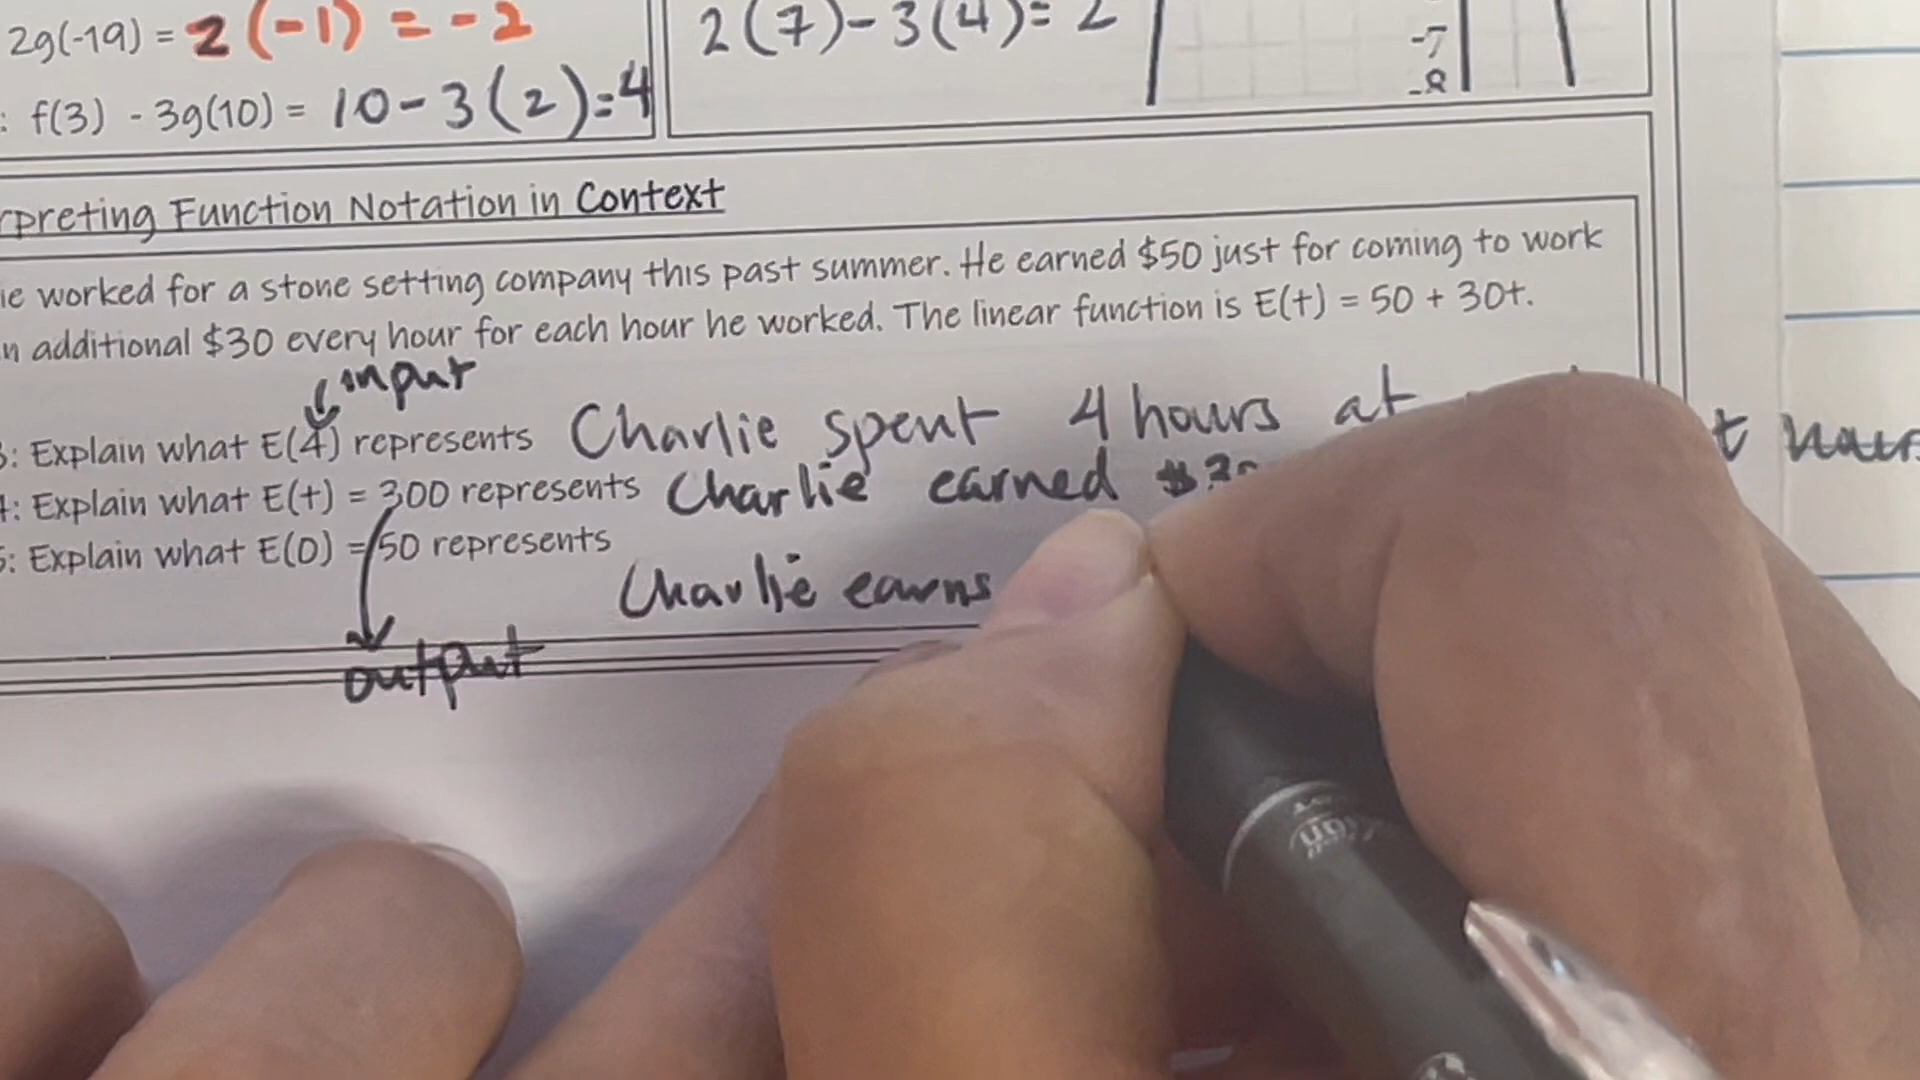 2g(-19) = 2(-1) = -2
2(7)-3(4)= 2
-7
-8
: f(3) - 3g(10) = 10-3(2)=4
rpreting Function Notation in Context
ie worked for a stone setting company this past summer. He earned $50 just for coming to work
n additional $30 every hour for each hour he worked. The linear function is E(t) = 50 + 30t.
input
3: Explain what E(4) represents Charlie spent 4 hours at
4: Explain what E(t) = 300 represents Charlie earned
5: Explain what E(0) = 50 represents
Charlie earns
output